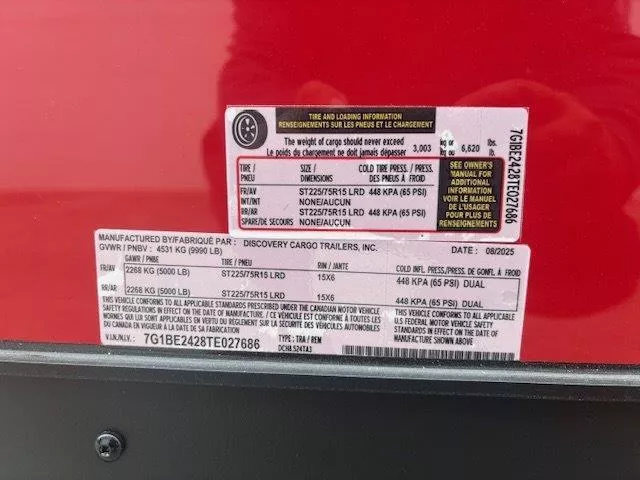 TIRE AND LOADING INFORMATION
RENSEIGNEMENTS SUR LES PNEUS ET LE CHARGEMENT
The weight of cargo should never exceed
Le poids du chargement ne doit jamais dépasser 3,003 kg or kg ou 6,620 lbs. lb.
TIRE / PNEU
SIZE / DIMENSIONS
COLD TIRE PRESS. DES PNEUS À FROID
FR/AV ST225/75R15 LRD 448 KPA (65 PSI)
INT/INT NONE/AUCUN
RR/AR ST225/75R15 LRD 448 KPA (65 PSI)
SPARE/DE SECOURS NONE/AUCUN
SEE OWNER'S
MANUAL FOR
ADDITIONAL
INFORMATION
VOIR LE MANUEL
DE L'USAGER
POUR PLUS DE
RENSEIGNEMENTS
7G1BE2428TE027686
MANUFACTURED BY/FABRIQUÉ PAR : DISCOVERY CARGO TRAILERS, INC. DATE : 08/2025
GVWR / PNBV : 4531 KG (9990 LB)
GAWR / PNBE TIRE / PNEU RIN / JANTE COLD INFL. PRESS./PRESS. DE GONFL. À FROID
FR/AV 2268 KG (5000 LB) ST225/75R15 LRD 15X6 448 KPA (65 PSI) DUAL
RR/AR 2268 KG (5000 LB) ST225/75R15 LRD 15X6 448 KPA (65 PSI) DUAL
THIS VEHICLE CONFORMS TO ALL APPLICABLE STANDARDS PRESCRIBED UNDER THE CANADIAN MOTOR VEHICLE
SAFETY REGULATIONS IN EFFECT ON THE DATE OF MANUFACTURE / CE VÉHICULE EST CONFORME À TOUTES LES
NORMES QUI LUI SONT APPLICABLES EN VERTU DU RÈGLEMENT SUR LA SÉCURITÉ DES VÉHICULES AUTOMOBILES
DU CANADA EN VIGUEUR À LA DATE DE SA FABRICATION
THIS VEHICLE CONFORMS TO ALL APPLICABLE
U.S FEDERAL MOTOR VEHICLE
SAFETY STANDARDS IN EFFECT
ON THE DATE OF
MANUFACTURE SHOWN ABOVE
V.I.N./N.I.V.: 7G1BE2428TE027686 TYPE : TRA / REM
DCH8.524TA3